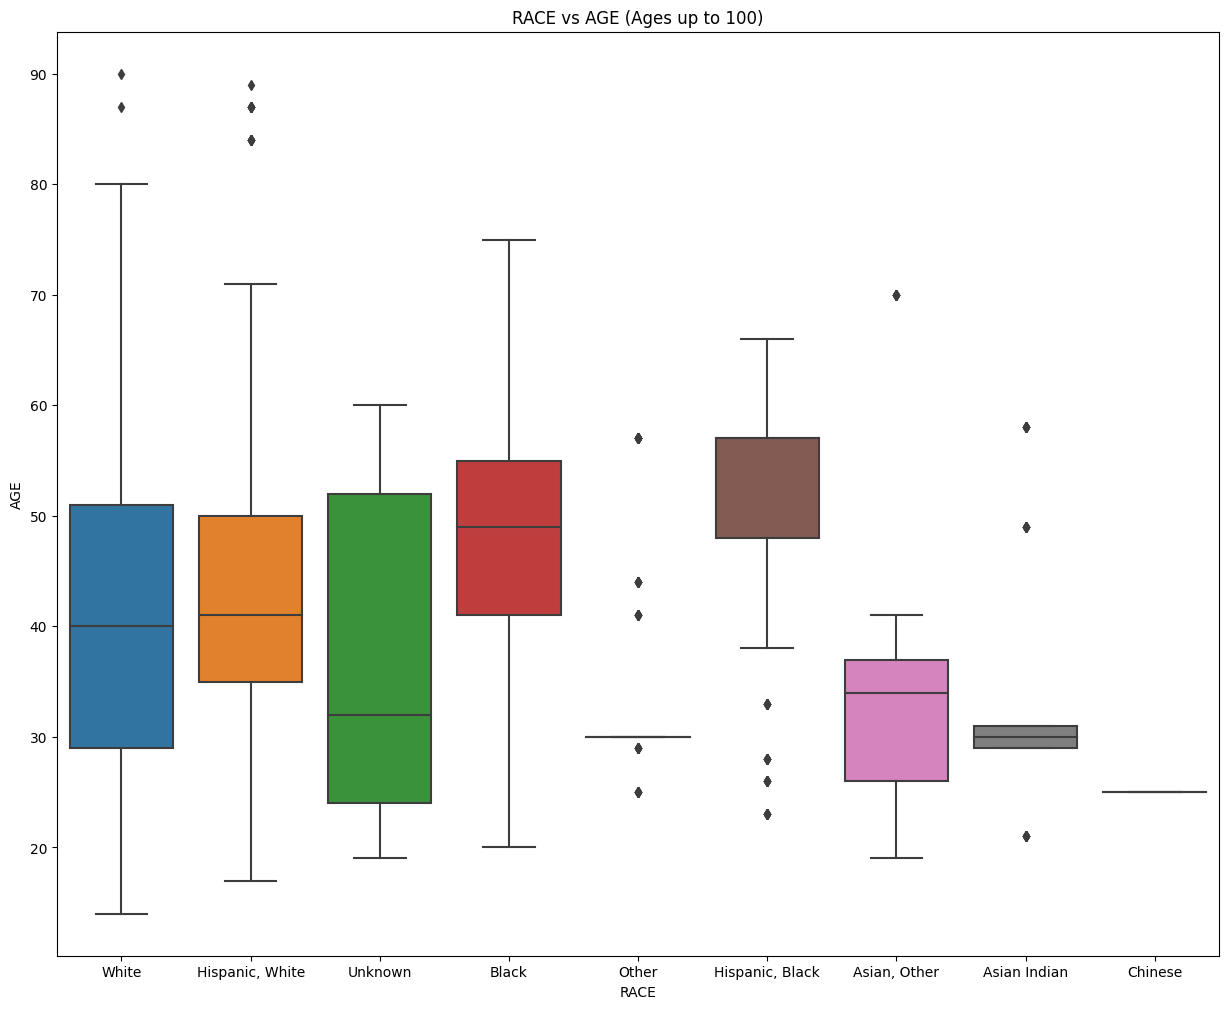 RACE vs AGE (Ages up to 100)
90
80
70
60
50
40
30
20
AGE
White Hispanic, White Unknown Black Other Hispanic, Black Asian, Other Asian Indian Chinese
RACE